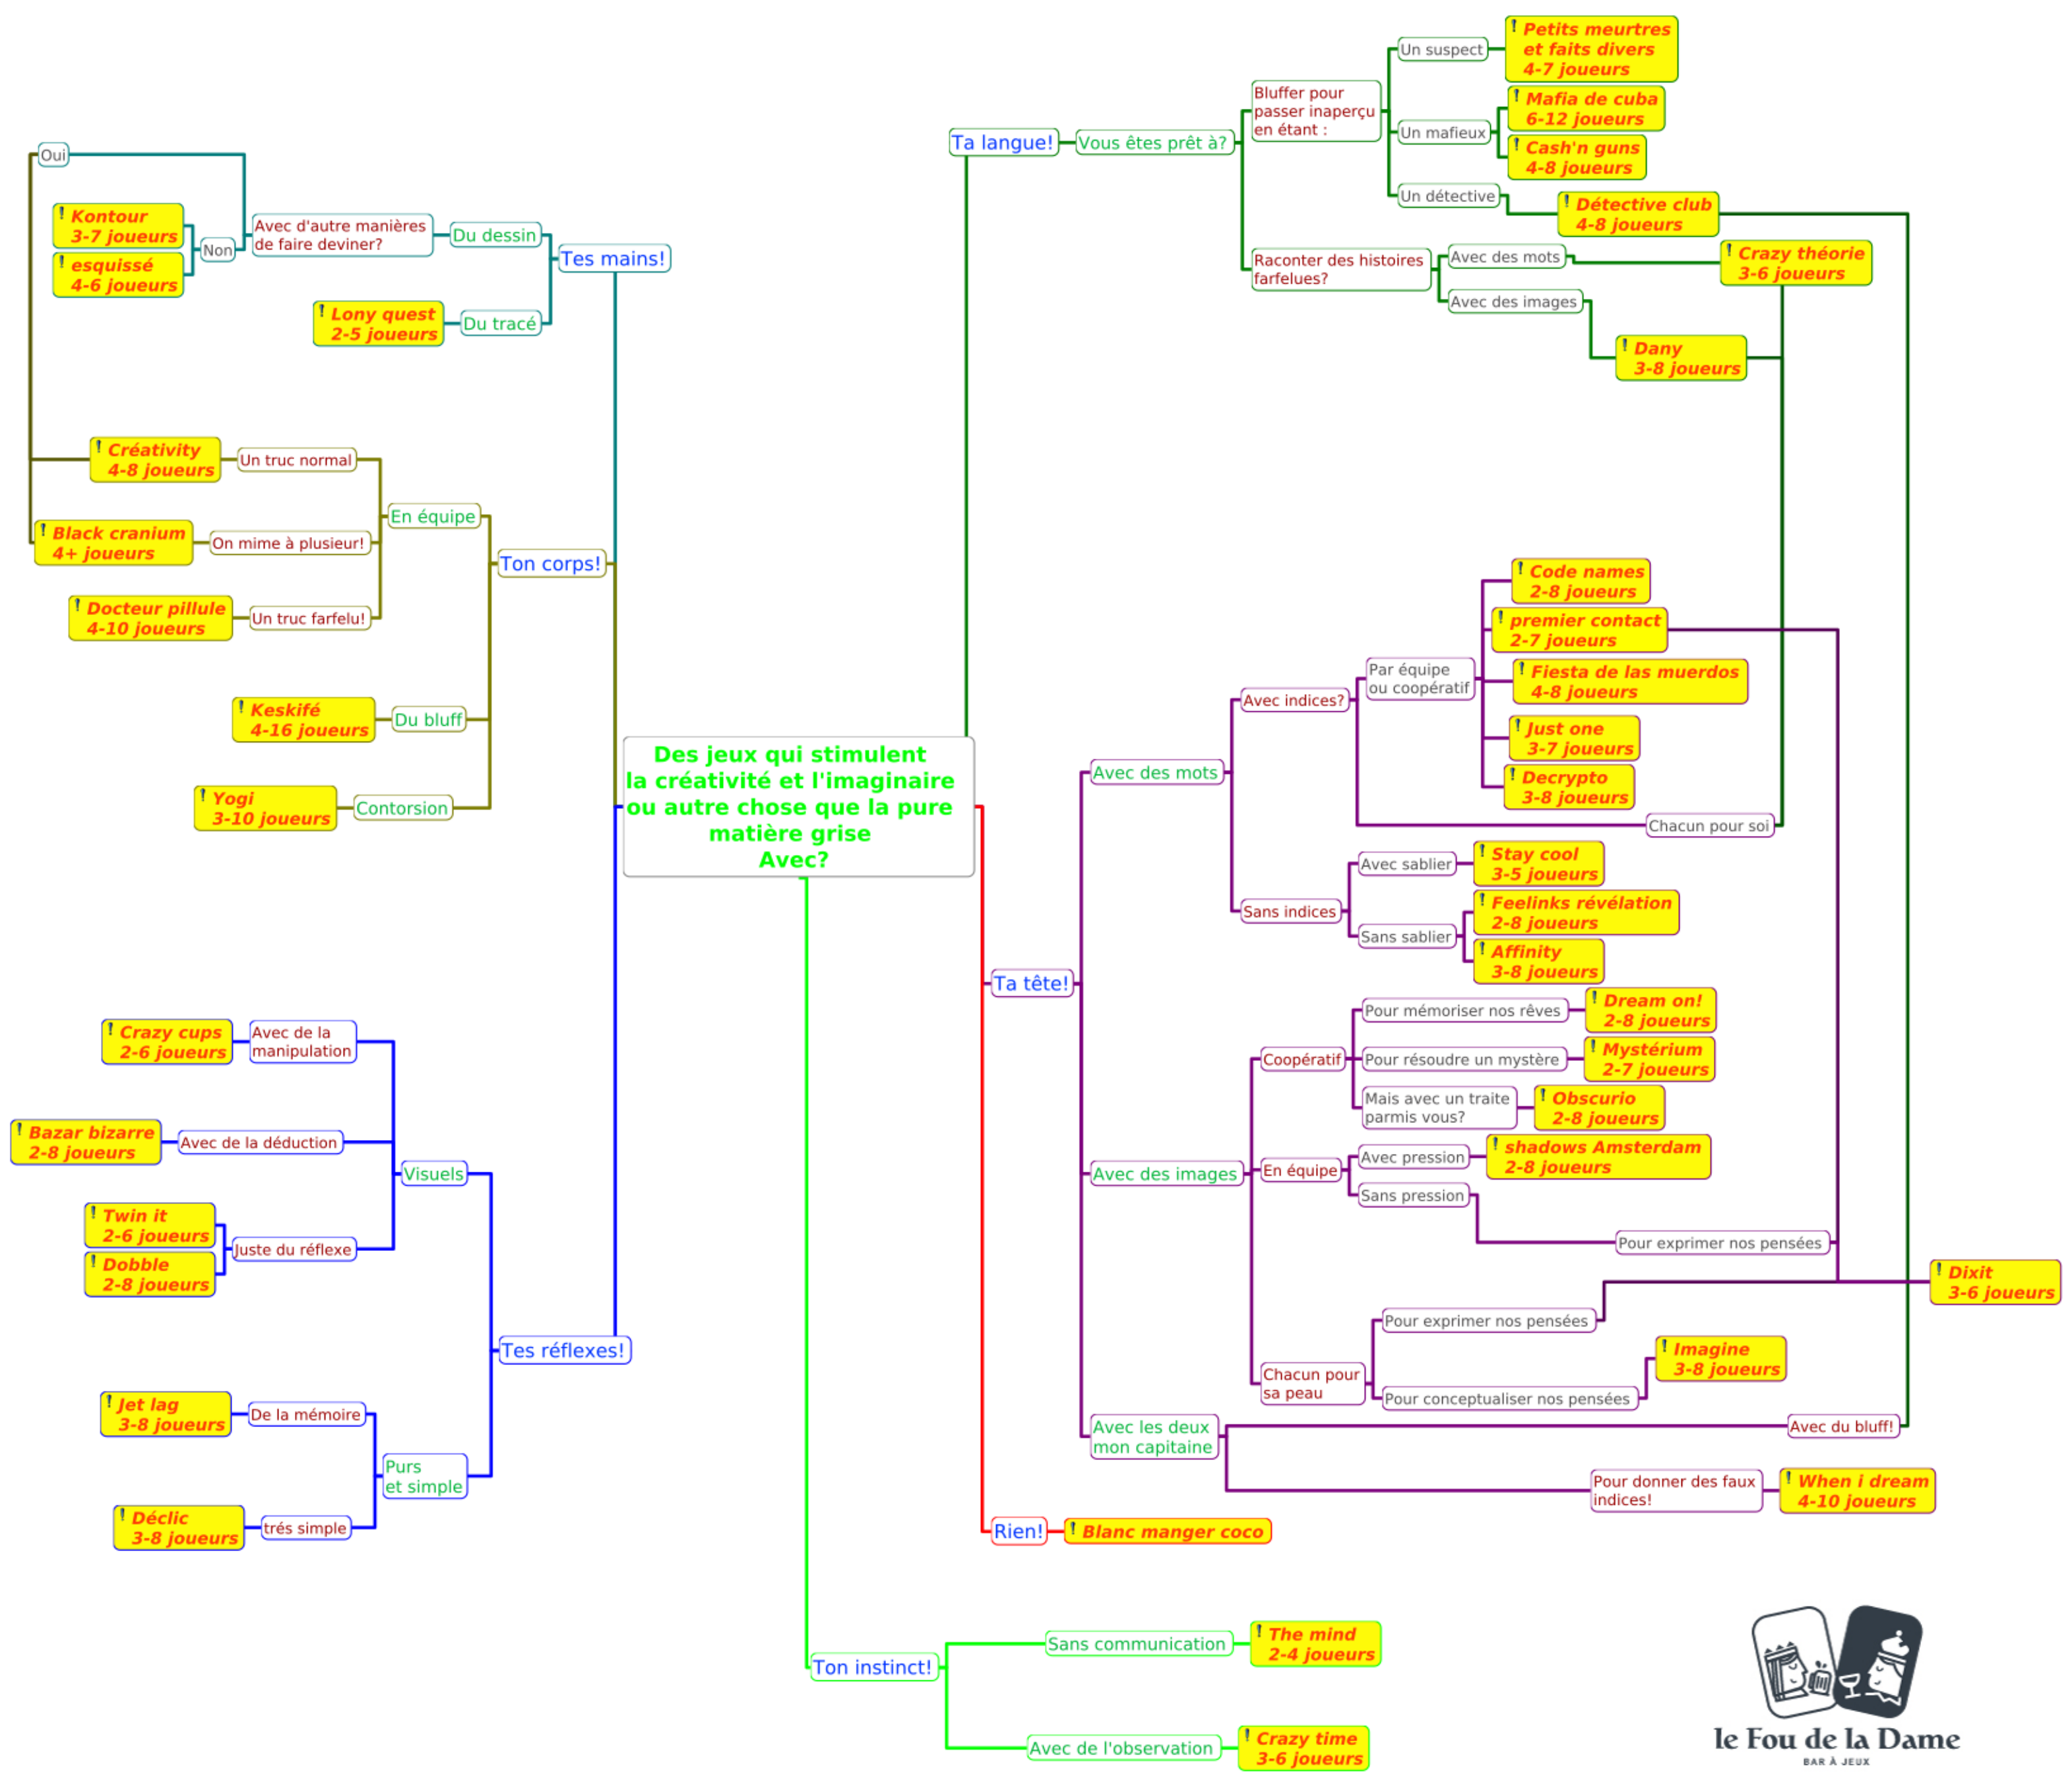 Des jeux qui stimulent
la créativité et l'imaginaire
ou autre chose que la pure
matière grise
Avec?
Ta langue!
Vous êtes prêt à?
Bluffer pour
passer inaperçu
en étant :
Un suspect
Petits meurtres
et faits divers
4-7 joueurs
Un mafieux
Mafia de cuba
6-12 joueurs
Cash'n guns
4-8 joueurs
Un détective
Détective club
4-8 joueurs
Raconter des histoires
farfelues?
Avec des mots
Crazy théorie
3-6 joueurs
Avec des images
Dany
3-8 joueurs
Tes mains!
Du dessin
Avec d'autre manières
de faire deviner?
Oui
Non
Kontour
3-7 joueurs
esquissé
4-6 joueurs
Du tracé
Lony quest
2-5 joueurs
Ton corps!
En équipe
Un truc normal
Créativity
4-8 joueurs
On mime à plusieur!
Black cranium
4+ joueurs
Un truc farfelu!
Docteur pillule
4-10 joueurs
Du bluff
Keskifé
4-16 joueurs
Contorsion
Yogi
3-10 joueurs
Tes réflexes!
Visuels
Avec de la
manipulation
Crazy cups
2-6 joueurs
Avec de la déduction
Bazar bizarre
2-8 joueurs
Juste du réflexe
Twin it
2-6 joueurs
Dobble
2-8 joueurs
Purs
et simple
De la mémoire
Jet lag
3-8 joueurs
trés simple
Déclic
3-8 joueurs
Ta tête!
Avec des mots
Avec indices?
Par équipe
ou coopératif
Code names
2-8 joueurs
premier contact
2-7 joueurs
Fiesta de las muerdos
4-8 joueurs
Just one
3-7 joueurs
Decrypto
3-8 joueurs
Chacun pour soi
Sans indices
Avec sablier
Stay cool
3-5 joueurs
Sans sablier
Feelinks révélation
2-8 joueurs
Affinity
3-8 joueurs
Avec des images
Coopératif
Pour mémoriser nos rêves
Dream on!
2-8 joueurs
Pour résoudre un mystère
Mystérium
2-7 joueurs
Mais avec un traite
parmis vous?
Obscurio
2-8 joueurs
En équipe
Avec pression
shadows Amsterdam
2-8 joueurs
Sans pression
Pour exprimer nos pensées
Dixit
3-6 joueurs
Chacun pour
sa peau
Pour exprimer nos pensées
Pour conceptualiser nos pensées
Imagine
3-8 joueurs
Avec les deux
mon capitaine
Avec du bluff!
Pour donner des faux
indices!
When i dream
4-10 joueurs
Rien!
Blanc manger coco
Ton instinct!
Sans communication
The mind
2-4 joueurs
Avec de l'observation
Crazy time
3-6 joueurs
le Fou de la Dame
BAR À JEUX